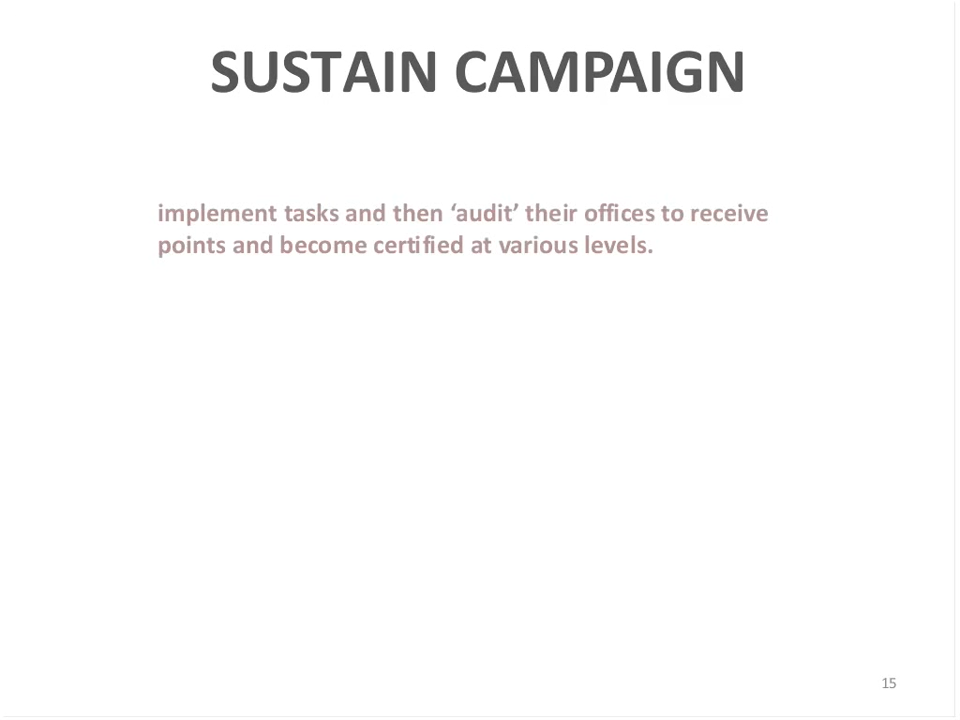 SUSTAIN CAMPAIGN
implement tasks and then ‘audit’ their offices to receive
points and become certified at various levels.
15